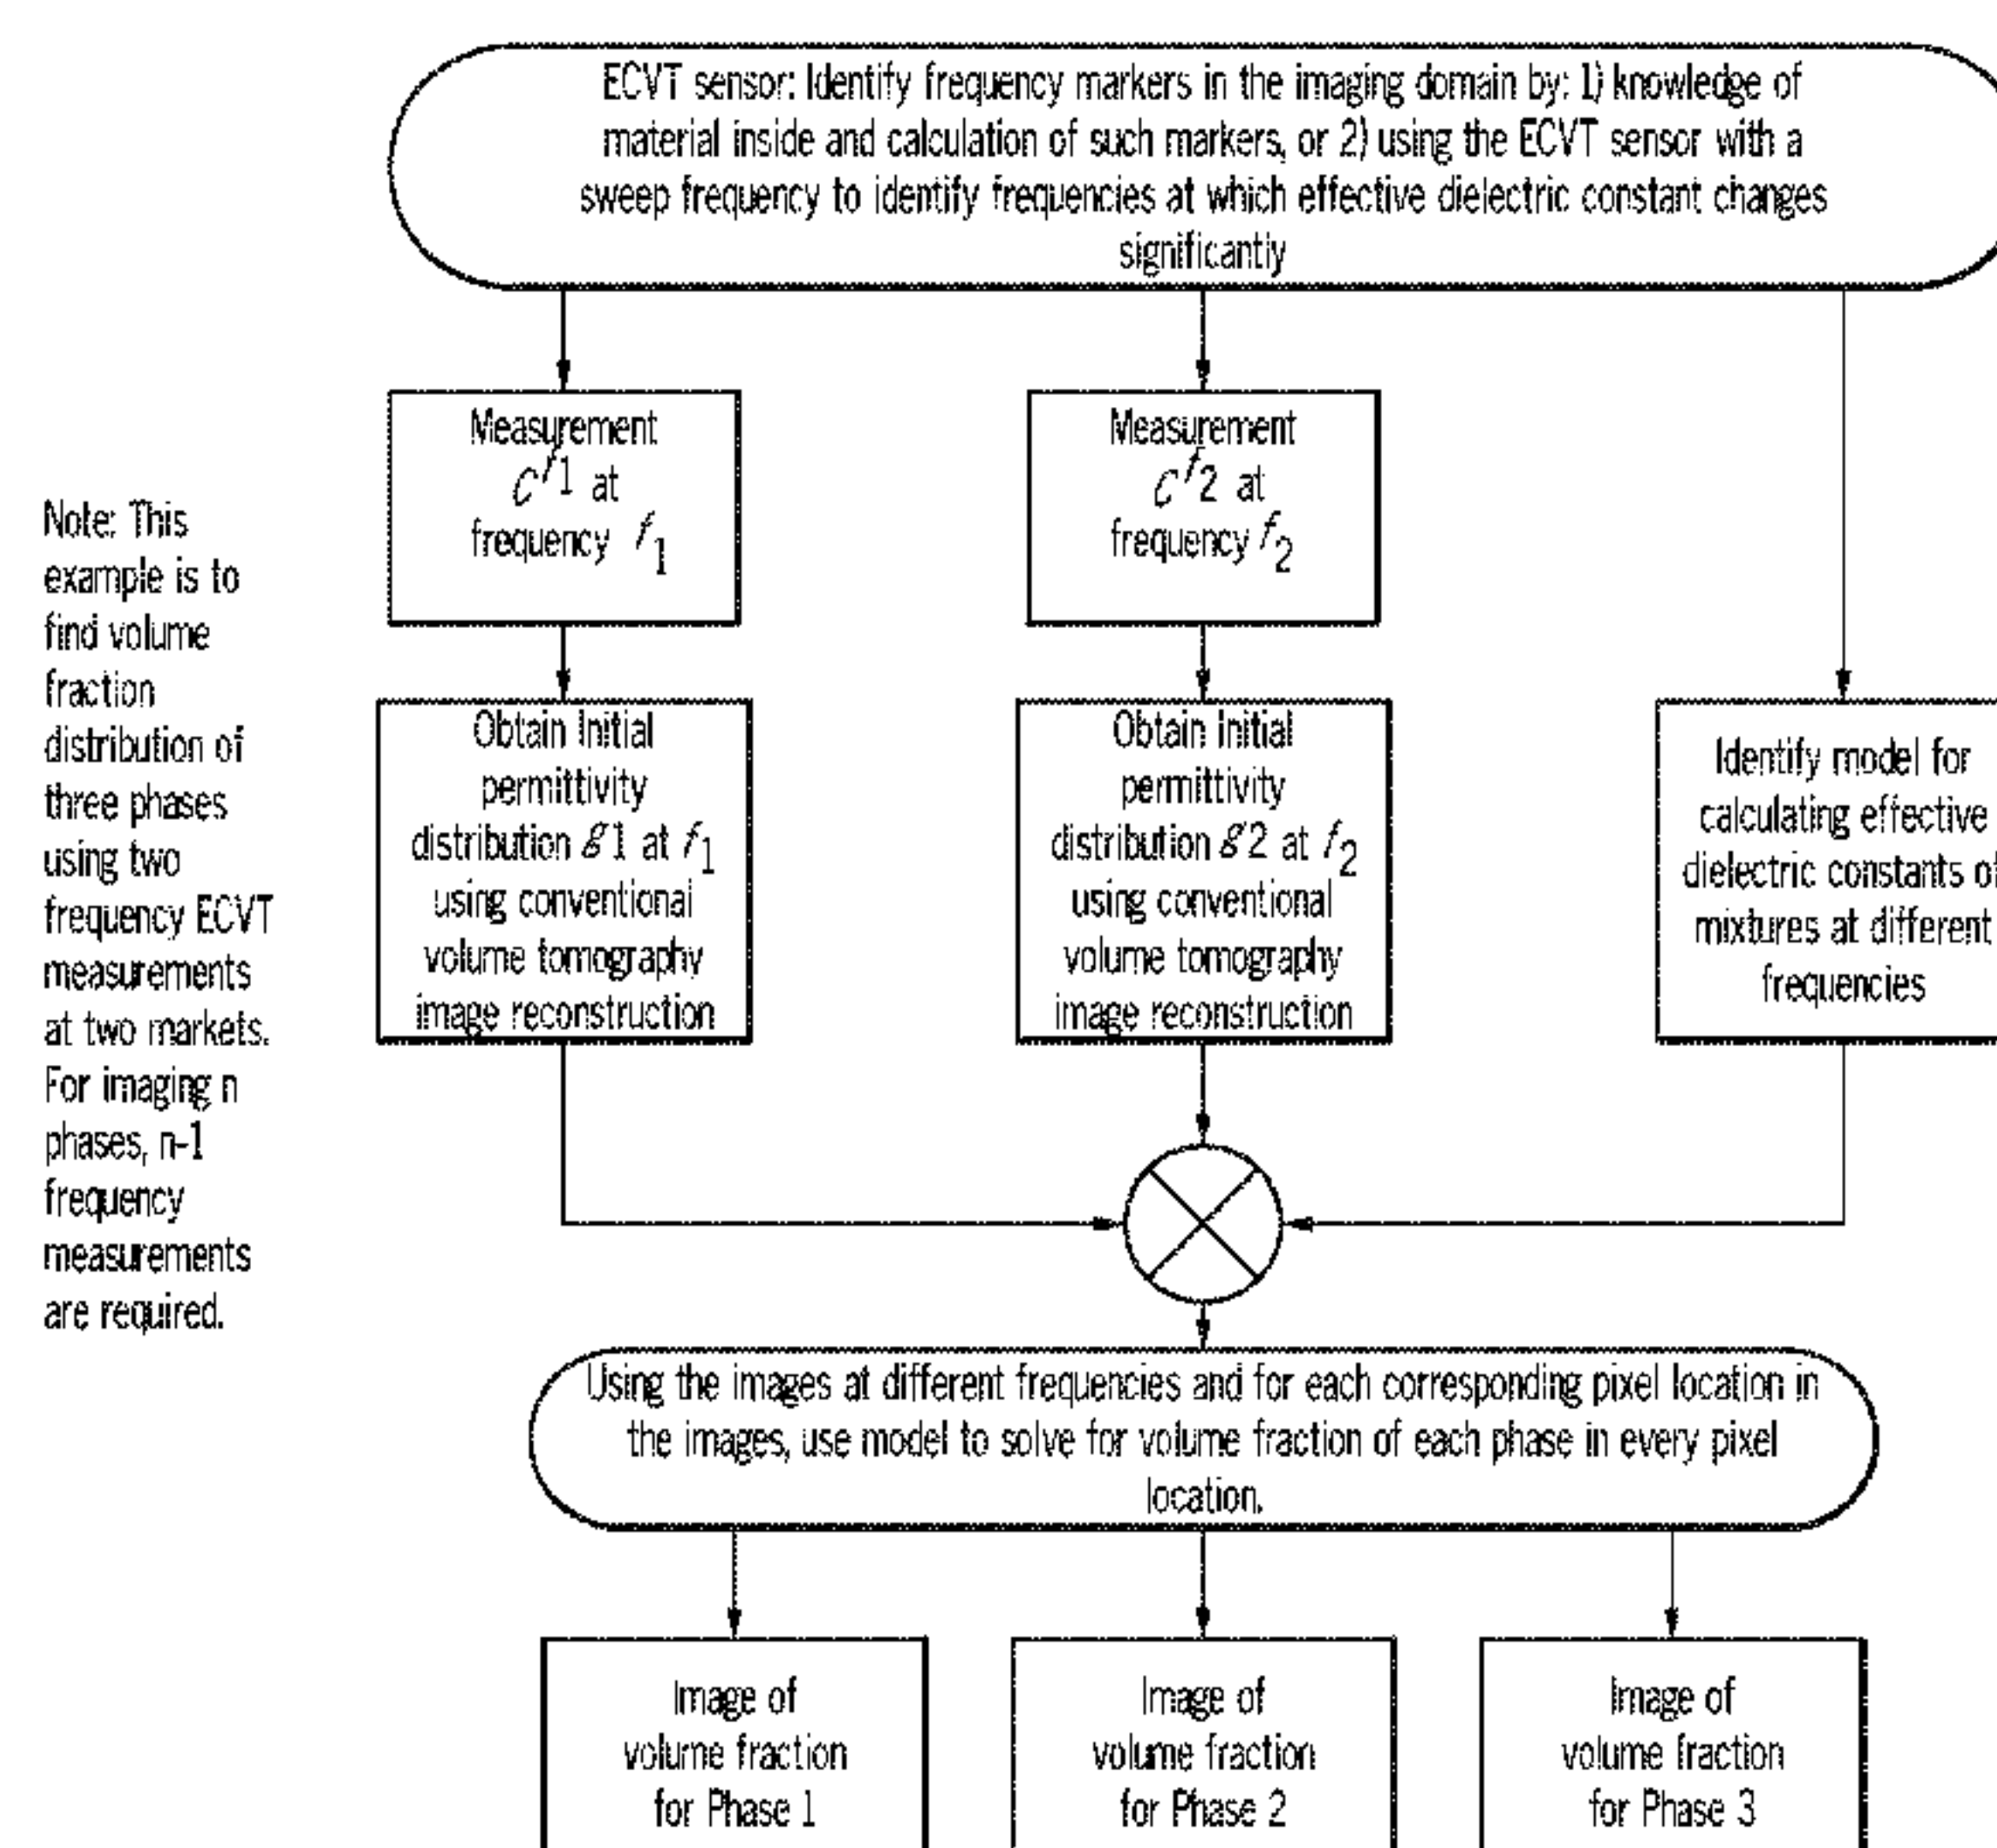 ECVT sensor: Identify frequency markers in the imaging domain by: 1) knowledge of
material inside and calculation of such markers, or 2) using the ECVT sensor with a
sweep frequency to identify frequencies at which effective dielectric constant changes
significantly
Measurement
C^f1 at
frequency f1
Measurement
C^f2 at
frequency f2
Note: This
example is to
find volume
fraction
distribution of
three phases
using two
frequency ECVT
measurements
at two markets.
For imaging n
phases, n-1
frequency
measurements
are required.
Obtain Initial
permittivity
distribution g1 at f1
using conventional
volume tomography
image reconstruction
Obtain Initial
permittivity
distribution g2 at f2
using conventional
volume tomography
image reconstruction
Identify model for
calculating effective
dielectric constants of
mixtures at different
frequencies
Using the images at different frequencies and for each corresponding pixel location in
the images, use model to solve for volume fraction of each phase in every pixel
location.
Image of
volume fraction
for Phase 1
Image of
volume fraction
for Phase 2
Image of
volume fraction
for Phase 3